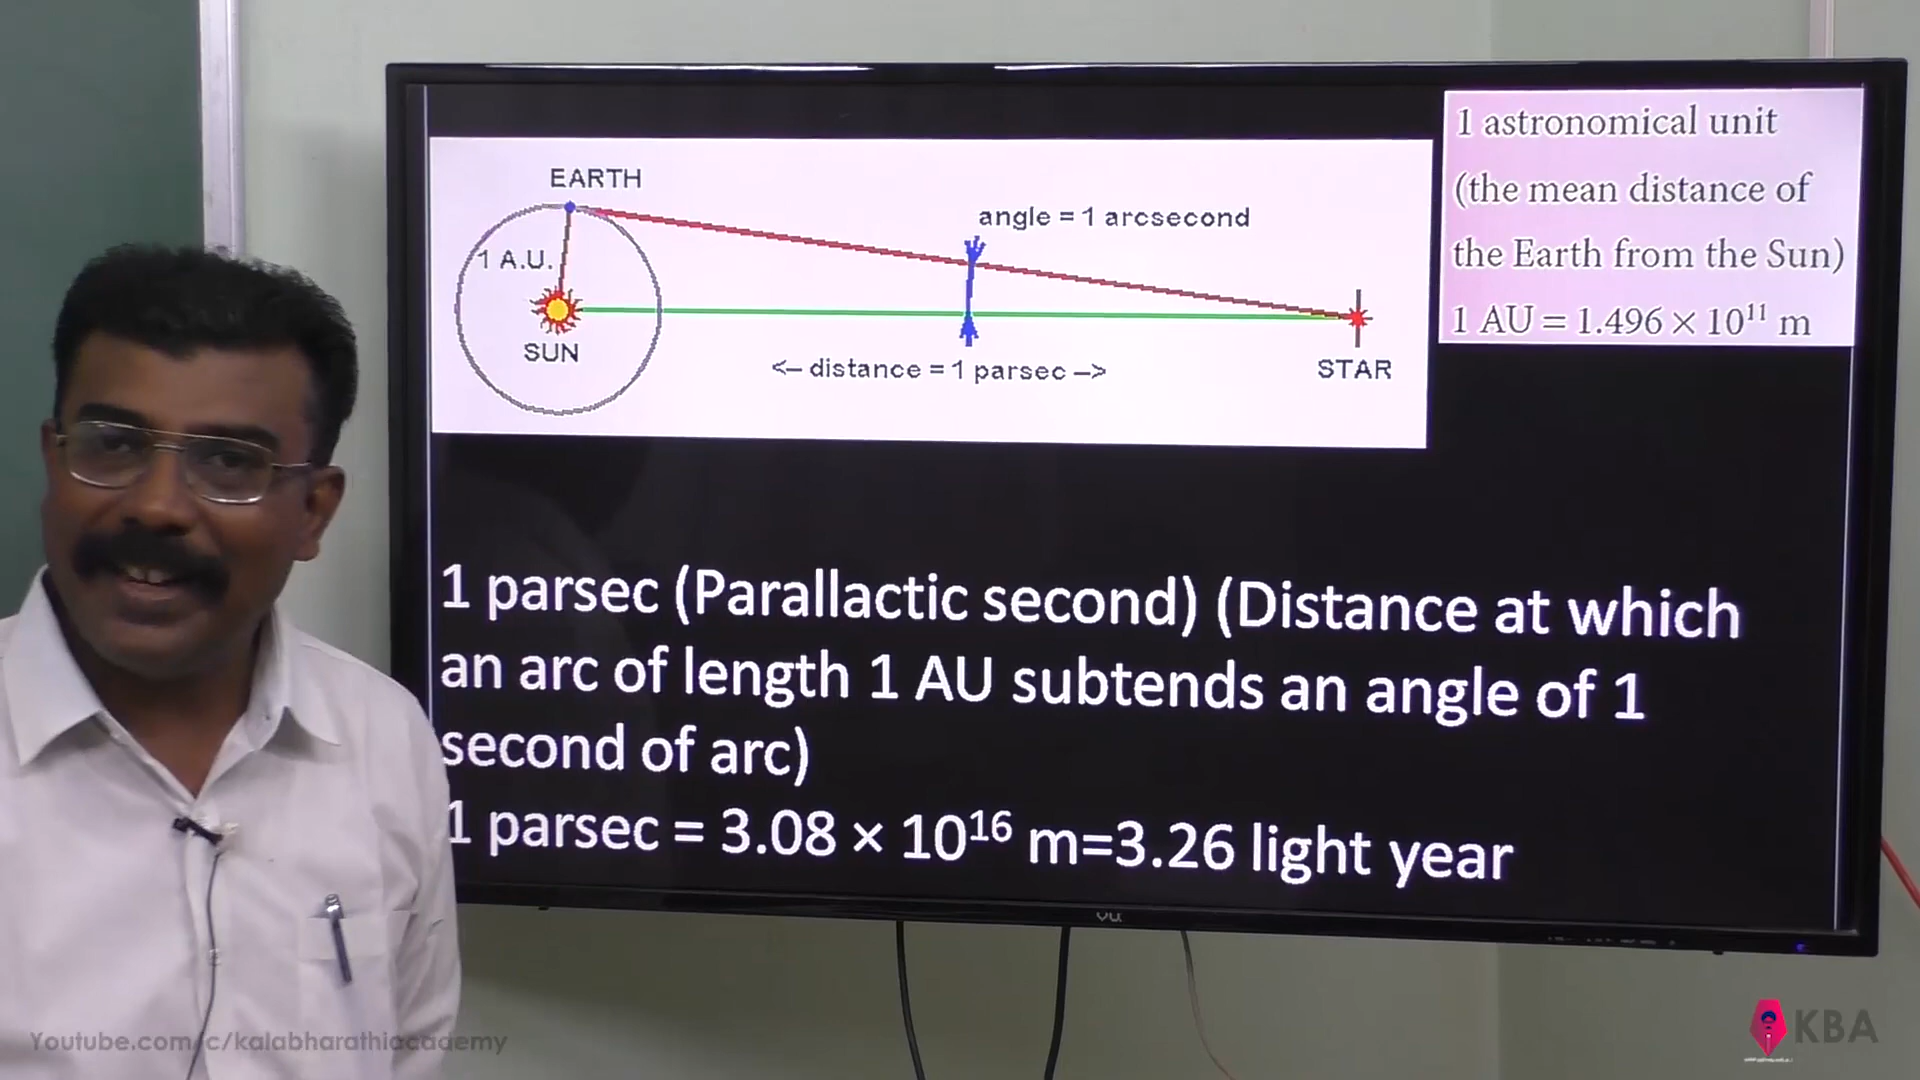 EARTH
angle = 1 arcsecond
1 A.U.
SUN
<– distance = 1 parsec –>
STAR
1 astronomical unit
(the mean distance of
the Earth from the Sun)
1 AU = 1.496 × 10¹¹ m
1 parsec (Parallactic second) (Distance at which
an arc of length 1 AU subtends an angle of 1
second of arc)
1 parsec = 3.08 × 10¹⁶ m=3.26 light year
Youtube.com/c/kalabharathiacademy
KBA